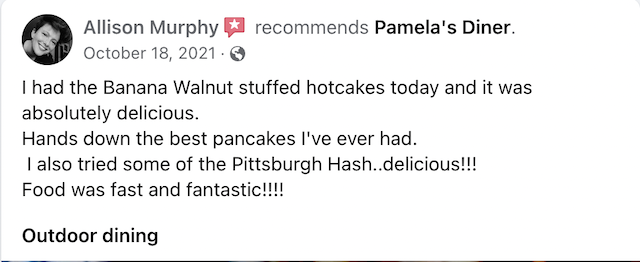 Allison Murphy recommends Pamela's Diner.
October 18, 2021 ·
I had the Banana Walnut stuffed hotcakes today and it was
absolutely delicious.
Hands down the best pancakes I've ever had.
I also tried some of the Pittsburgh Hash..delicious!!!
Food was fast and fantastic!!!!
Outdoor dining